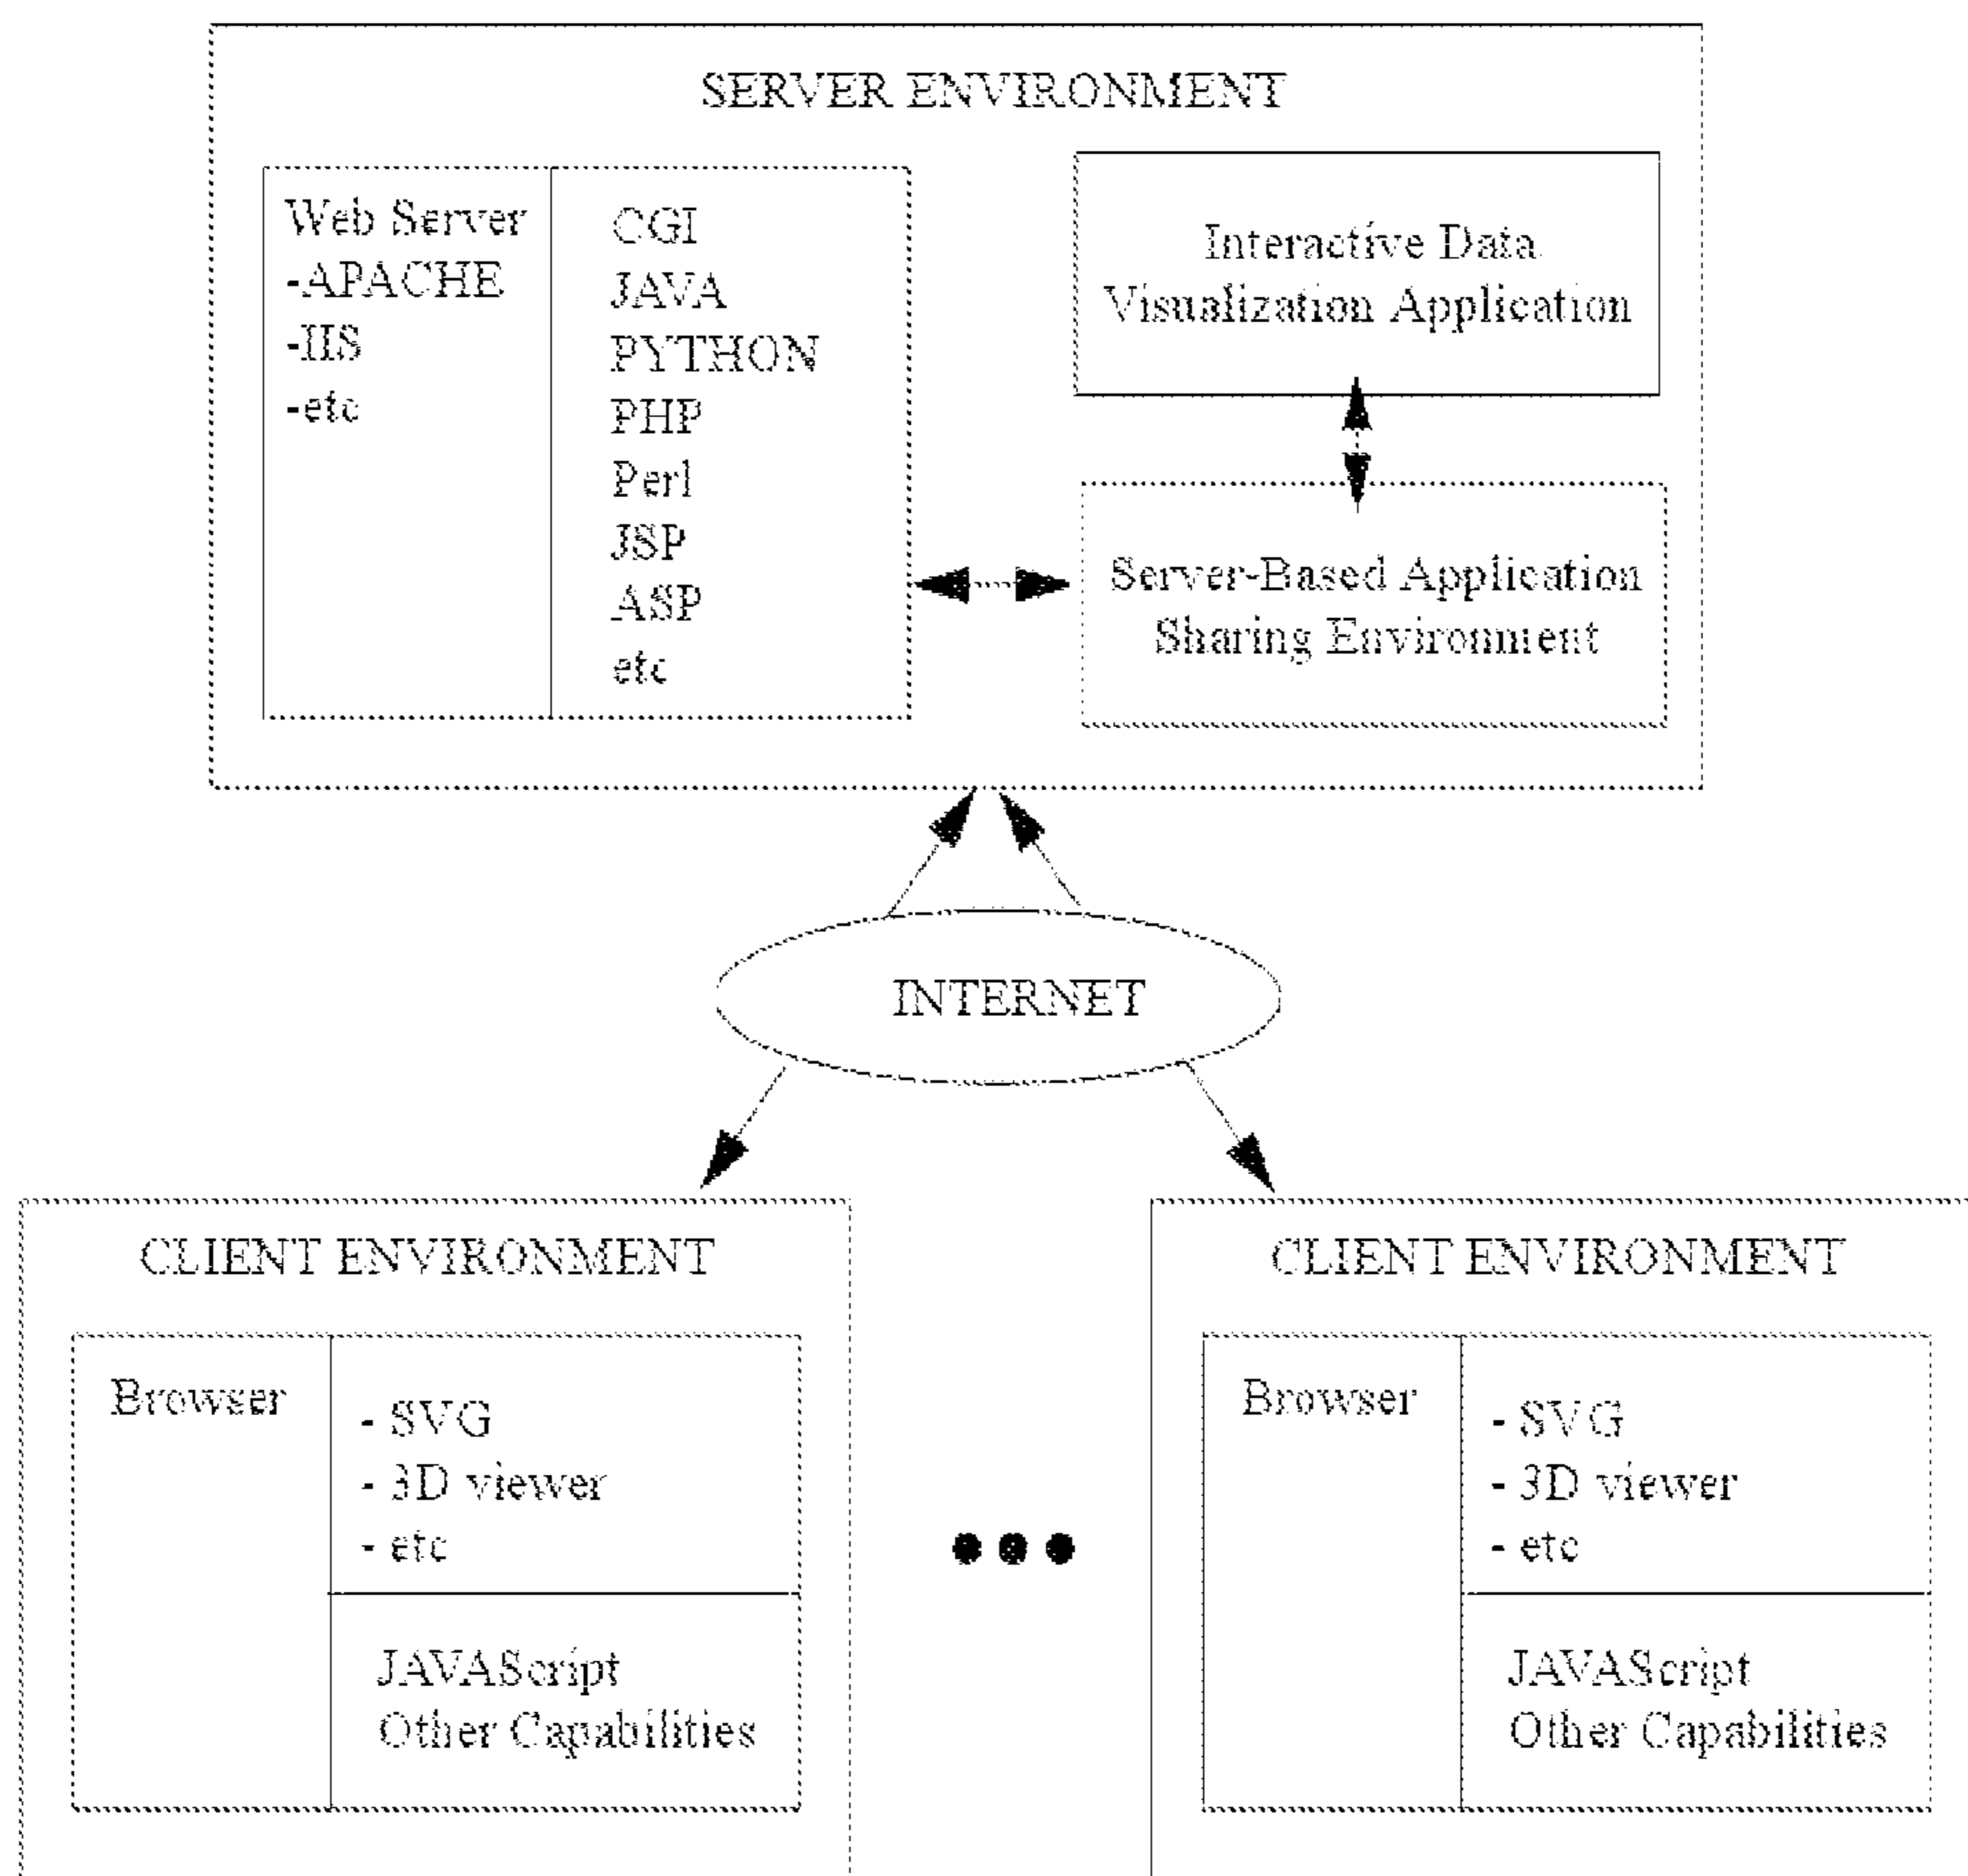 SERVER ENVIRONMENT
Web Server
-APACHE
-IIS
-etc
CGI
JAVA
PYTHON
PHP
Perl
JSP
ASP
etc
Interactive Data
Visualization Application
Server-Based Application
Sharing Environment
INTERNET
CLIENT ENVIRONMENT
Browser
- SVG
- 3D viewer
- etc
JAVAScript
Other Capabilities
CLIENT ENVIRONMENT
Browser
- SVG
- 3D viewer
- etc
JAVAScript
Other Capabilities